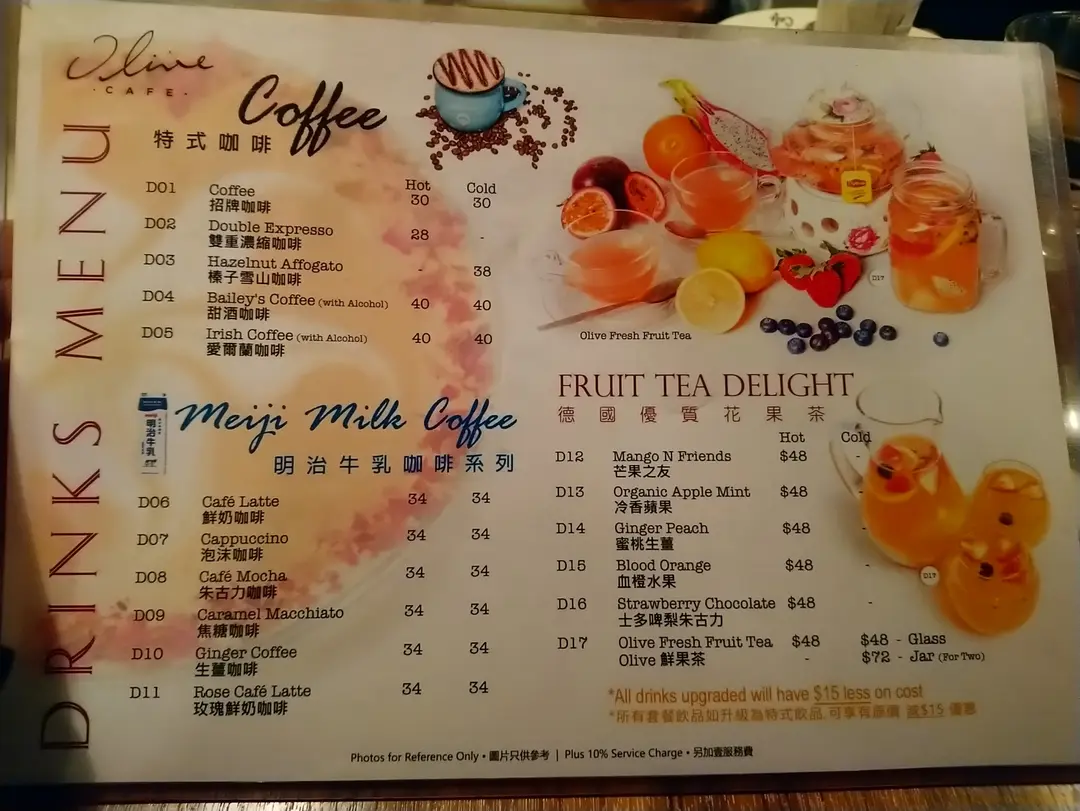 Olive
·CAFE·
DRINKS MENU
Coffee
特式咖啡
Hot Cold
D01 Coffee 30 30
招牌咖啡
D02 Double Expresso 28 -
雙重濃縮咖啡
D03 Hazelnut Affogato - 38
榛子雪山咖啡
D04 Bailey's Coffee (with Alcohol) 40 40
甜酒咖啡
D05 Irish Coffee (with Alcohol) 40 40
愛爾蘭咖啡
明治牛乳
Meiji Milk Coffee
明治牛乳咖啡系列
D06 Café Latte 34 34
鮮奶咖啡
D07 Cappuccino 34 34
泡沫咖啡
D08 Café Mocha 34 34
朱古力咖啡
D09 Caramel Macchiato 34 34
焦糖咖啡
D10 Ginger Coffee 34 34
生薑咖啡
D11 Rose Café Latte 34 34
玫瑰鮮奶咖啡
D17
Olive Fresh Fruit Tea
FRUIT TEA DELIGHT
德國優質花果茶
Hot Cold
D12 Mango N Friends $48 -
芒果之友
D13 Organic Apple Mint $48 -
冷香蘋果
D14 Ginger Peach $48 -
蜜桃生薑
D15 Blood Orange $48 -
血橙水果
D16 Strawberry Chocolate $48 -
士多啤梨朱古力
D17 Olive Fresh Fruit Tea $48 $48 - Glass
Olive 鮮果茶 - $72 - Jar (For Two)
D17
*All drinks upgraded will have $15 less on cost
*所有套餐飲品如升級為特式飲品,可享有原價 減$15 優惠
Photos for Reference Only • 圖片只供參考 | Plus 10% Service Charge • 另加壹服務費